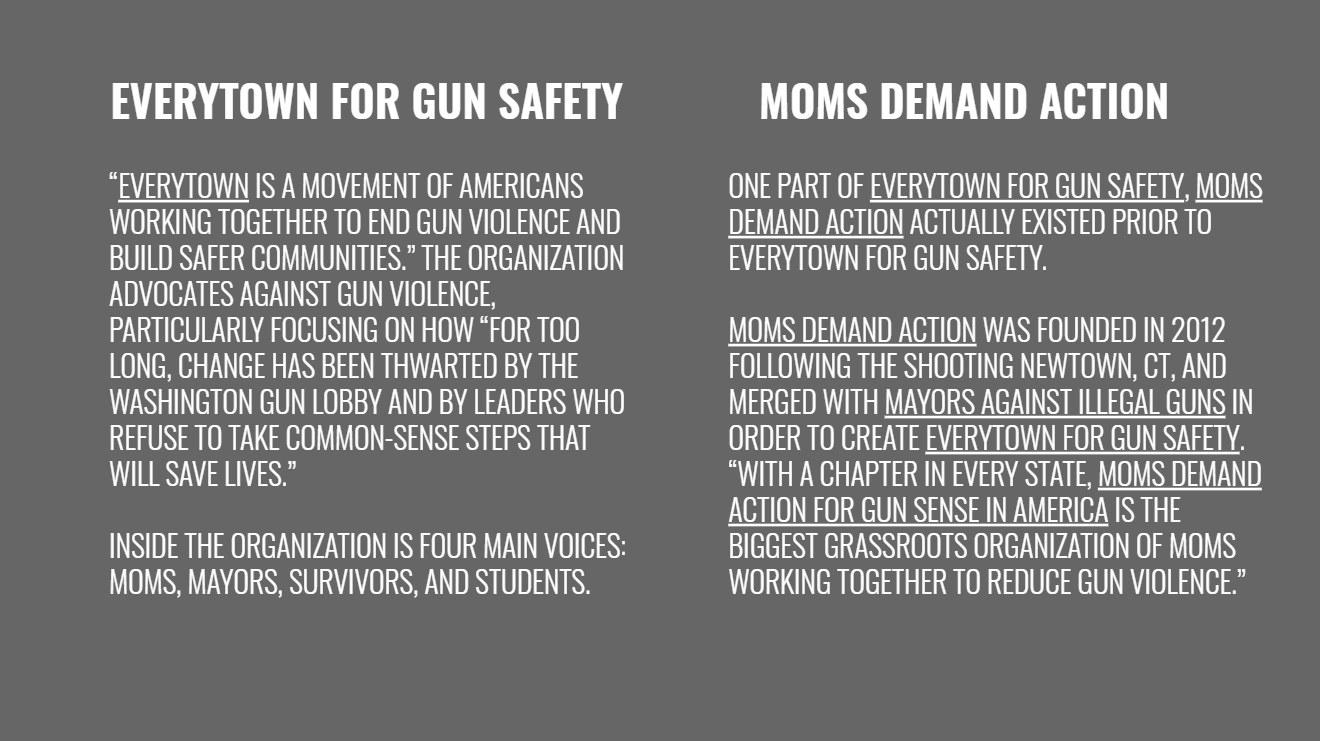 EVERYTOWN FOR GUN SAFETY
“EVERYTOWN IS A MOVEMENT OF AMERICANS
WORKING TOGETHER TO END GUN VIOLENCE AND
BUILD SAFER COMMUNITIES.” THE ORGANIZATION
ADVOCATES AGAINST GUN VIOLENCE,
PARTICULARLY FOCUSING ON HOW “FOR TOO
LONG, CHANGE HAS BEEN THWARTED BY THE
WASHINGTON GUN LOBBY AND BY LEADERS WHO
REFUSE TO TAKE COMMON-SENSE STEPS THAT
WILL SAVE LIVES.”
INSIDE THE ORGANIZATION IS FOUR MAIN VOICES:
MOMS, MAYORS, SURVIVORS, AND STUDENTS.
MOMS DEMAND ACTION
ONE PART OF EVERYTOWN FOR GUN SAFETY, MOMS
DEMAND ACTION ACTUALLY EXISTED PRIOR TO
EVERYTOWN FOR GUN SAFETY.
MOMS DEMAND ACTION WAS FOUNDED IN 2012
FOLLOWING THE SHOOTING NEWTOWN, CT, AND
MERGED WITH MAYORS AGAINST ILLEGAL GUNS IN
ORDER TO CREATE EVERYTOWN FOR GUN SAFETY.
“WITH A CHAPTER IN EVERY STATE, MOMS DEMAND
ACTION FOR GUN SENSE IN AMERICA IS THE
BIGGEST GRASSROOTS ORGANIZATION OF MOMS
WORKING TOGETHER TO REDUCE GUN VIOLENCE.”